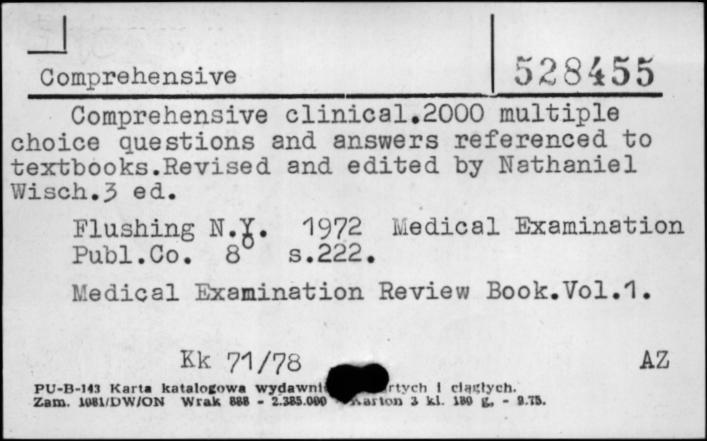 Comprehensive 528455
Comprehensive clinical.2000 multiple
choice questions and answers referenced to
textbooks.Revised and edited by Nathaniel
Wisch.3 ed.
Flushing N.Y. 1972 Medical Examination
Publ.Co. 8° s.222.
Medical Examination Review Book.Vol.1.
Kk 71/78 AZ
PU-B-143 Karta katalogowa wydawni rtych i ciągłych.
Zam. 1081/DW/ON Wrak 888 - 2.385.000 - Karton 3 kl. 180 g, - 9.75.